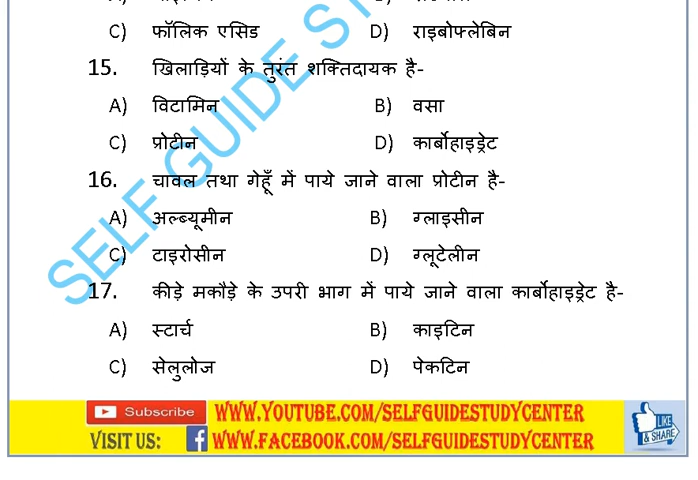 C) फॉलिक एसिड D) राइबोफ्लेबिन
15. खिलाड़ियों के तुरंत शक्तिदायक है-
A) विटामिन B) वसा
C) प्रोटीन D) कार्बोहाइड्रेट
16. चावल तथा गेहूँ में पाये जाने वाला प्रोटीन है-
A) अल्ब्यूमीन B) ग्लाइसीन
C) टाइरोसीन D) ग्लूटेलीन
17. कीड़े मकौड़े के उपरी भाग में पाये जाने वाला कार्बोहाइड्रेट है-
A) स्टार्च B) काइटिन
C) सेलुलोज D) पेकटिन
SELF GUIDE ST
Subscribe WWW.YOUTUBE.COM/SELFGUIDESTUDYCENTER
VISIT US: f WWW.FACEBOOK.COM/SELFGUIDESTUDYCENTER
LIKE
& SHARE